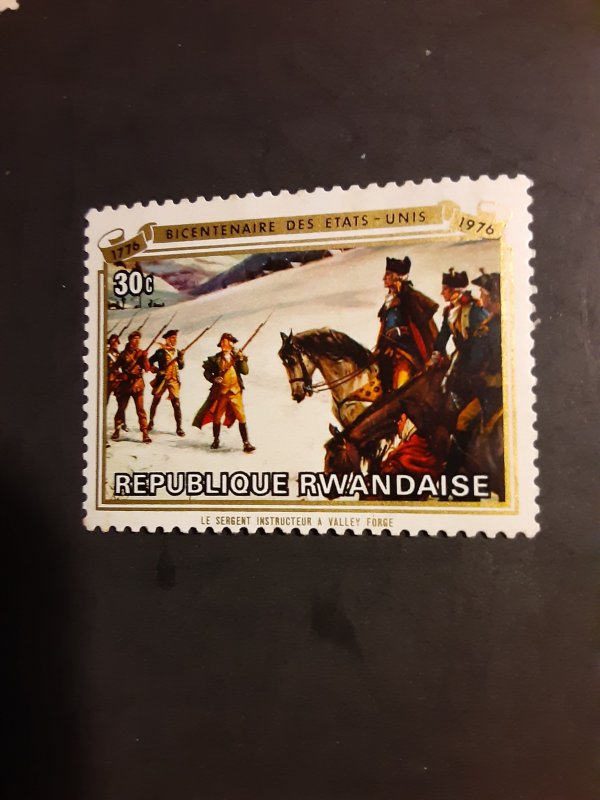 BICENTENAIRE DES ETATS-UNIS
1776
1976
30c
REPUBLIQUE RWANDAISE
LE SERGENT INSTRUCTEUR A VALLEY FORGE